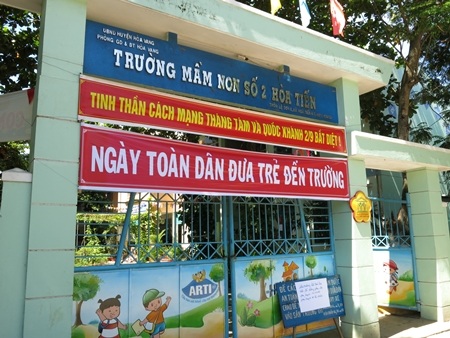 UBND HUYỆN HÒA VANG
PHÒNG GD & ĐT HÒA VANG
TRƯỜNG MẦM NON SỐ 2 HÒA TIẾN
TINH THẦN CÁCH MẠNG THÁNG TÁM VÀ QUỐC KHÁNH 2/9 BẤT DIỆT!
NGÀY TOÀN DÂN ĐƯA TRẺ ĐẾN TRƯỜNG
ARTI